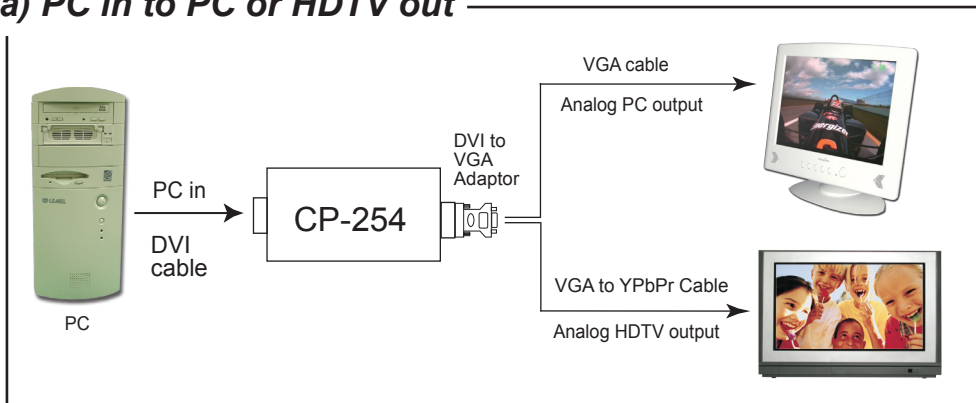 a) PC in to PC or HDTV out
VGA cable
Analog PC output
DVI to
VGA
Adaptor
PC in
CP-254
DVI
cable
VGA to YPbPr Cable
Analog HDTV output
PC